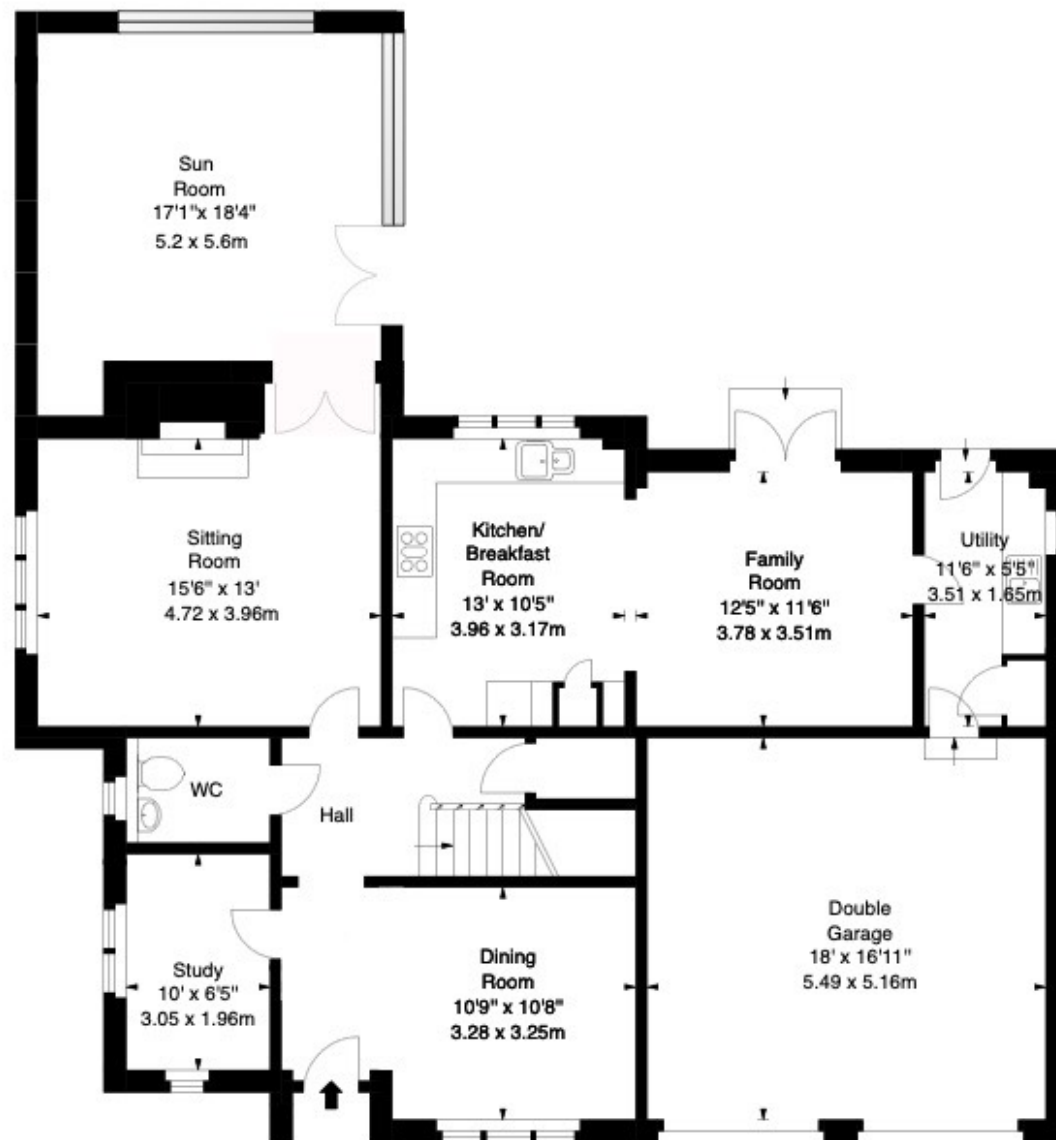 Sun
Room
17'1" x 18'4"
5.2 x 5.6m
Sitting
Room
15'6" x 13'
4.72 x 3.96m
Kitchen/
Breakfast
Room
13' x 10'5"
3.96 x 3.17m
Family
Room
12'5" x 11'6"
3.78 x 3.51m
Utility
11'6" x 5'5"
3.51 x 1.65m
WC
Hall
Study
10' x 6'5"
3.05 x 1.96m
Dining
Room
10'9" x 10'8"
3.28 x 3.25m
Double
Garage
18' x 16'11"
5.49 x 5.16m